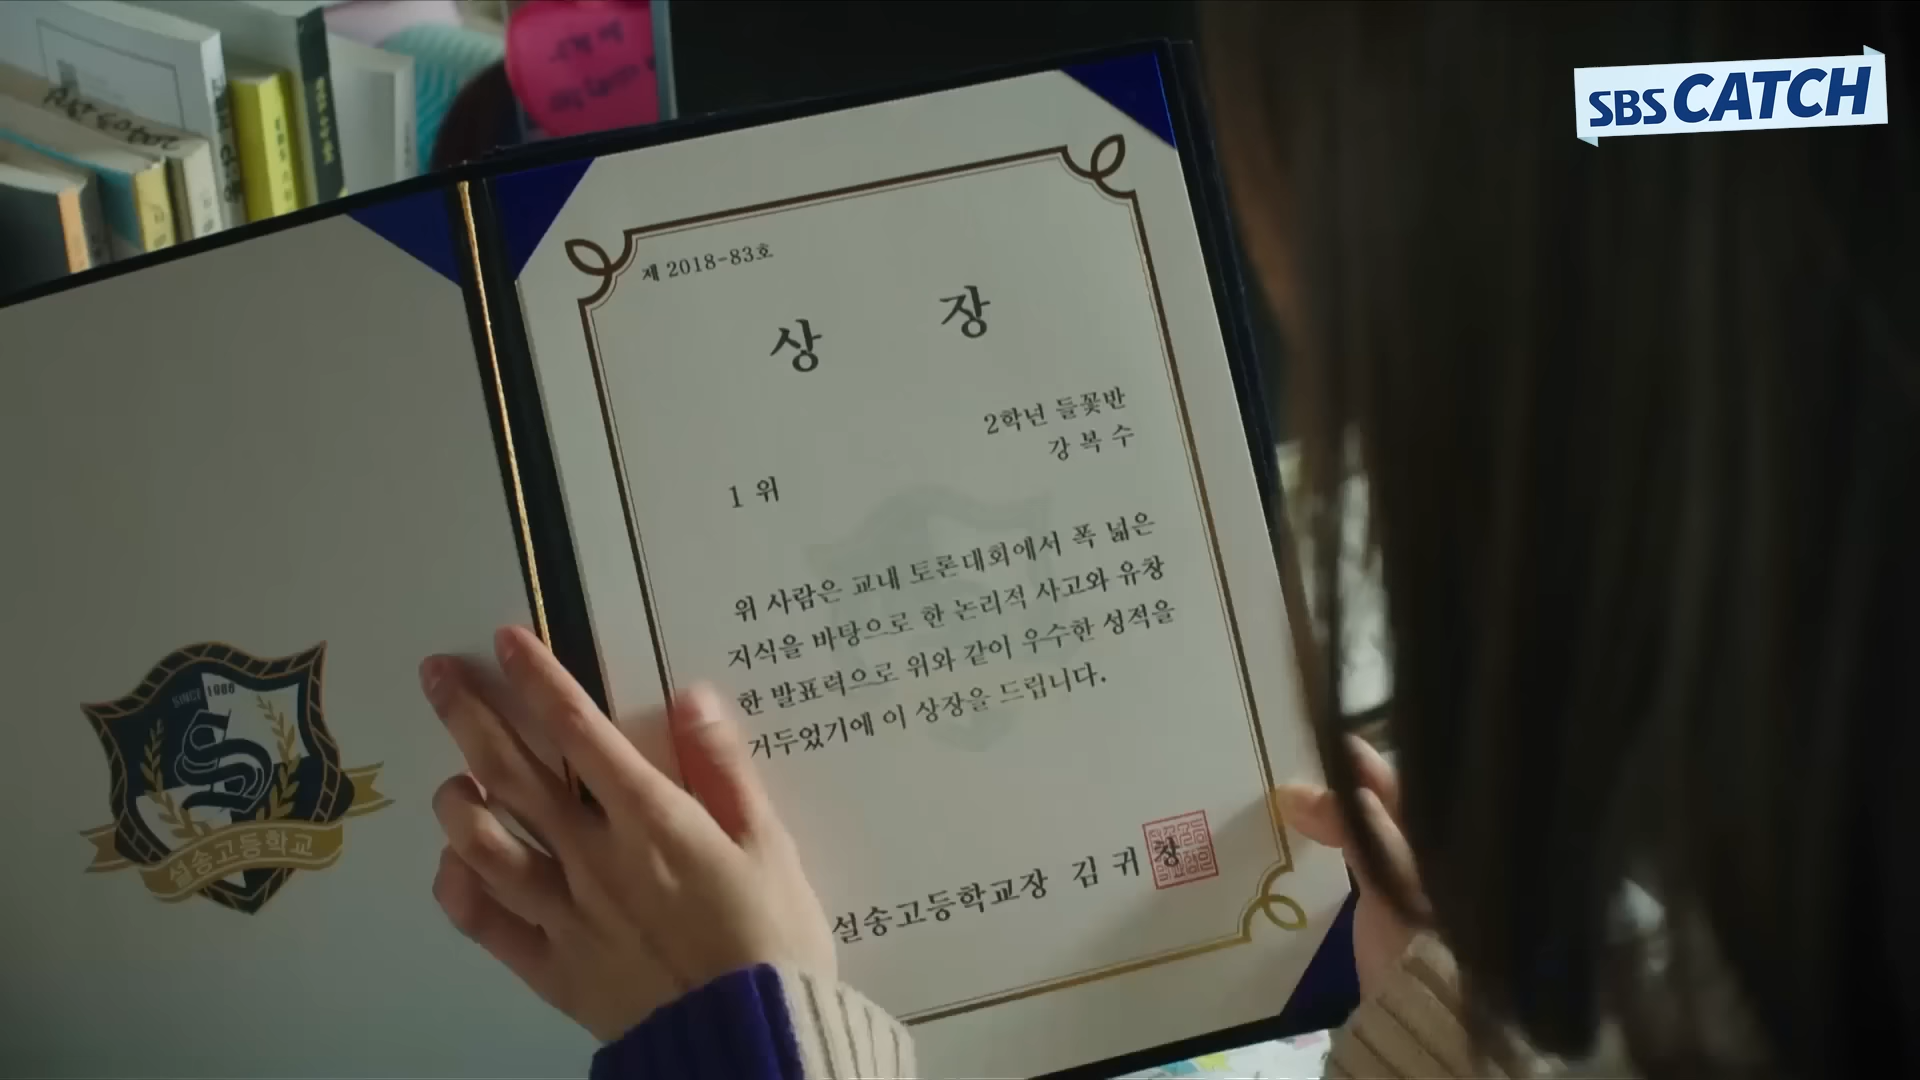 SBS CATCH
제 2018-83호
상 장
2학년 들꽃반
강 복 수
1 위
위 사람은 교내 토론대회에서 폭 넓은
지식을 바탕으로 한 논리적 사고와 유창
한 발표력으로 위와 같이 우수한 성적을
거두었기에 이 상장을 드립니다.
설송고등학교장 김 귀 창
SINCE 1986
S
설송고등학교